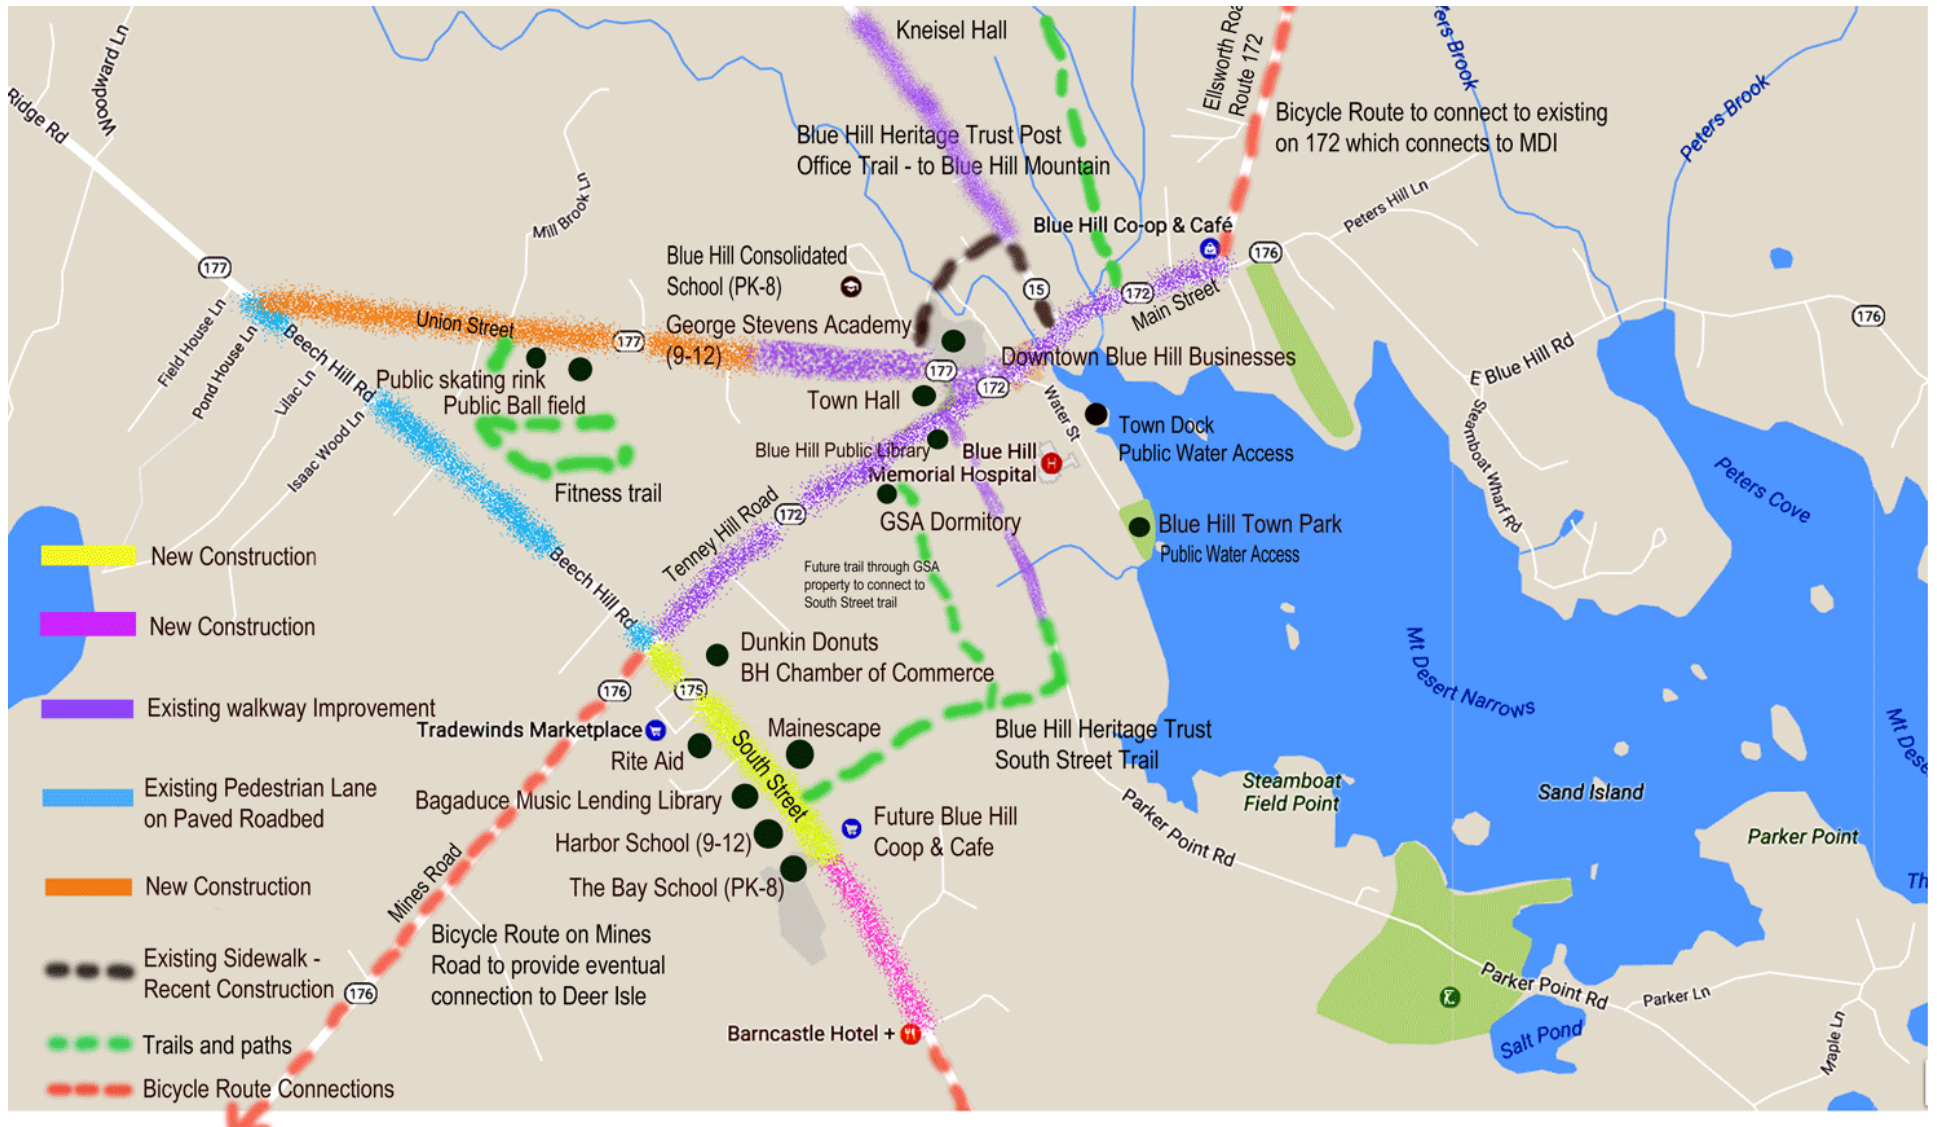 Kneisel Hall
Woodward Ln
Ridge Rd
Ellsworth
Route 172
Bicycle Route to connect to existing
on 172 which connects to MDI
Peters Brook
Blue Hill Heritage Trust Post
Office Trail - to Blue Hill Mountain
Mill Brook Ln
Peters Hill Ln
Blue Hill Co-op & Café
176
177
Blue Hill Consolidated
School (PK-8)
15
172
Main Street
176
Field House Ln
Pond House Ln
Beech Hill Rd
Union Street
177
George Stevens Academy
(9-12)
Downtown Blue Hill Businesses
E Blue Hill Rd
177
172
Lilac Ln
Isaac Wood Ln
Public skating rink
Public Ball field
Town Hall
Water St
Town Dock
Public Water Access
Steamboat Wharf Rd
Blue Hill Public Library
Blue Hill
Memorial Hospital
Peters Cove
Fitness trail
Tenney Hill Road
172
GSA Dormitory
Blue Hill Town Park
Public Water Access
Future trail through GSA
property to connect to
South Street trail
Beech Hill Rd
New Construction
New Construction
Existing walkway Improvement
Existing Pedestrian Lane
on Paved Roadbed
New Construction
Existing Sidewalk -
Recent Construction
Trails and paths
Bicycle Route Connections
Dunkin Donuts
BH Chamber of Commerce
176
175
Mt Desert Narrows
Tradewinds Marketplace
Rite Aid
Mainescape
South Street
Blue Hill Heritage Trust
South Street Trail
Bagaduce Music Lending Library
Harbor School (9-12)
The Bay School (PK-8)
Future Blue Hill
Coop & Cafe
Steamboat
Field Point
Sand Island
Parker Point
Parker Point Rd
Mines Road
Bicycle Route on Mines
Road to provide eventual
connection to Deer Isle
176
Barncastle Hotel +
H
Parker Point Rd
Parker Ln
Salt Pond
Maple Ln